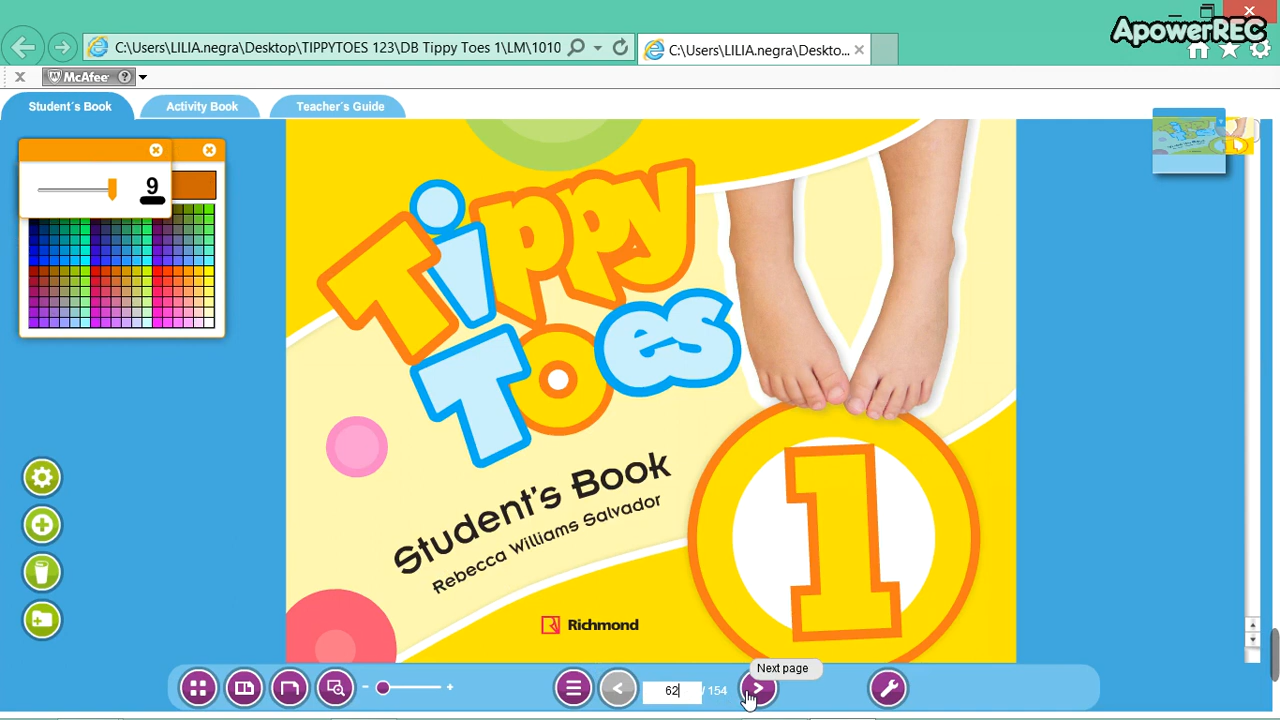 ApowerREC
C:\Users\LILIA.negra\Desktop\TIPPYTOES 123\DB Tippy Toes 1\LM\1010
C:\Users\LILIA.negra\Deskto...
McAfee
Student´s Book
Activity Book
Teacher´s Guide
9
Tippy
Toes
Student's Book
Rebecca Williams Salvador
1
Richmond
Next page
62 / 154